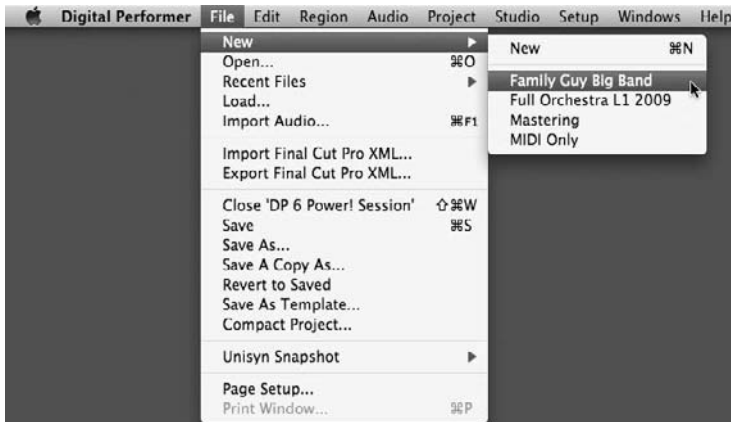 Digital Performer File Edit Region Audio Project Studio Setup Windows Help
New
Open... ⌘O
Recent Files
Load...
Import Audio... ⌘F1
Import Final Cut Pro XML...
Export Final Cut Pro XML...
Close 'DP 6 Power! Session' ⇧⌘W
Save ⌘S
Save As...
Save A Copy As...
Revert to Saved
Save As Template...
Compact Project...
Unisyn Snapshot
Page Setup...
Print Window... ⌘P
New ⌘N
Family Guy Big Band
Full Orchestra L1 2009
Mastering
MIDI Only